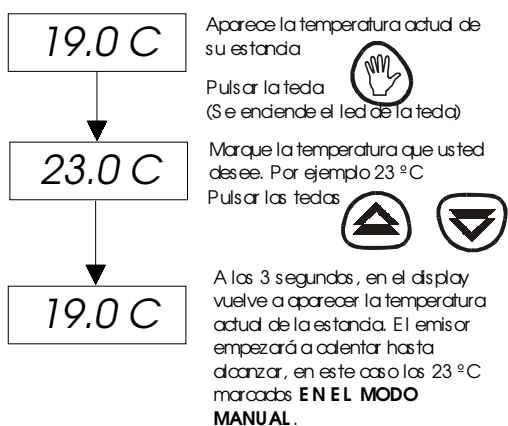 19.0 C
Aparece la temperatura actual de
su estancia
Pulsar la tecla
(Se enciende el led de la tecla)
23.0 C
Marque la temperatura que usted
desee. Por ejemplo 23 ºC
Pulsar las teclas
19.0 C
A los 3 segundos, en el display
vuelve a aparecer la temperatura
actual de la estancia. El emisor
empezará a calentar hasta
alcanzar, en este caso los 23 ºC
marcados EN EL MODO
MANUAL.